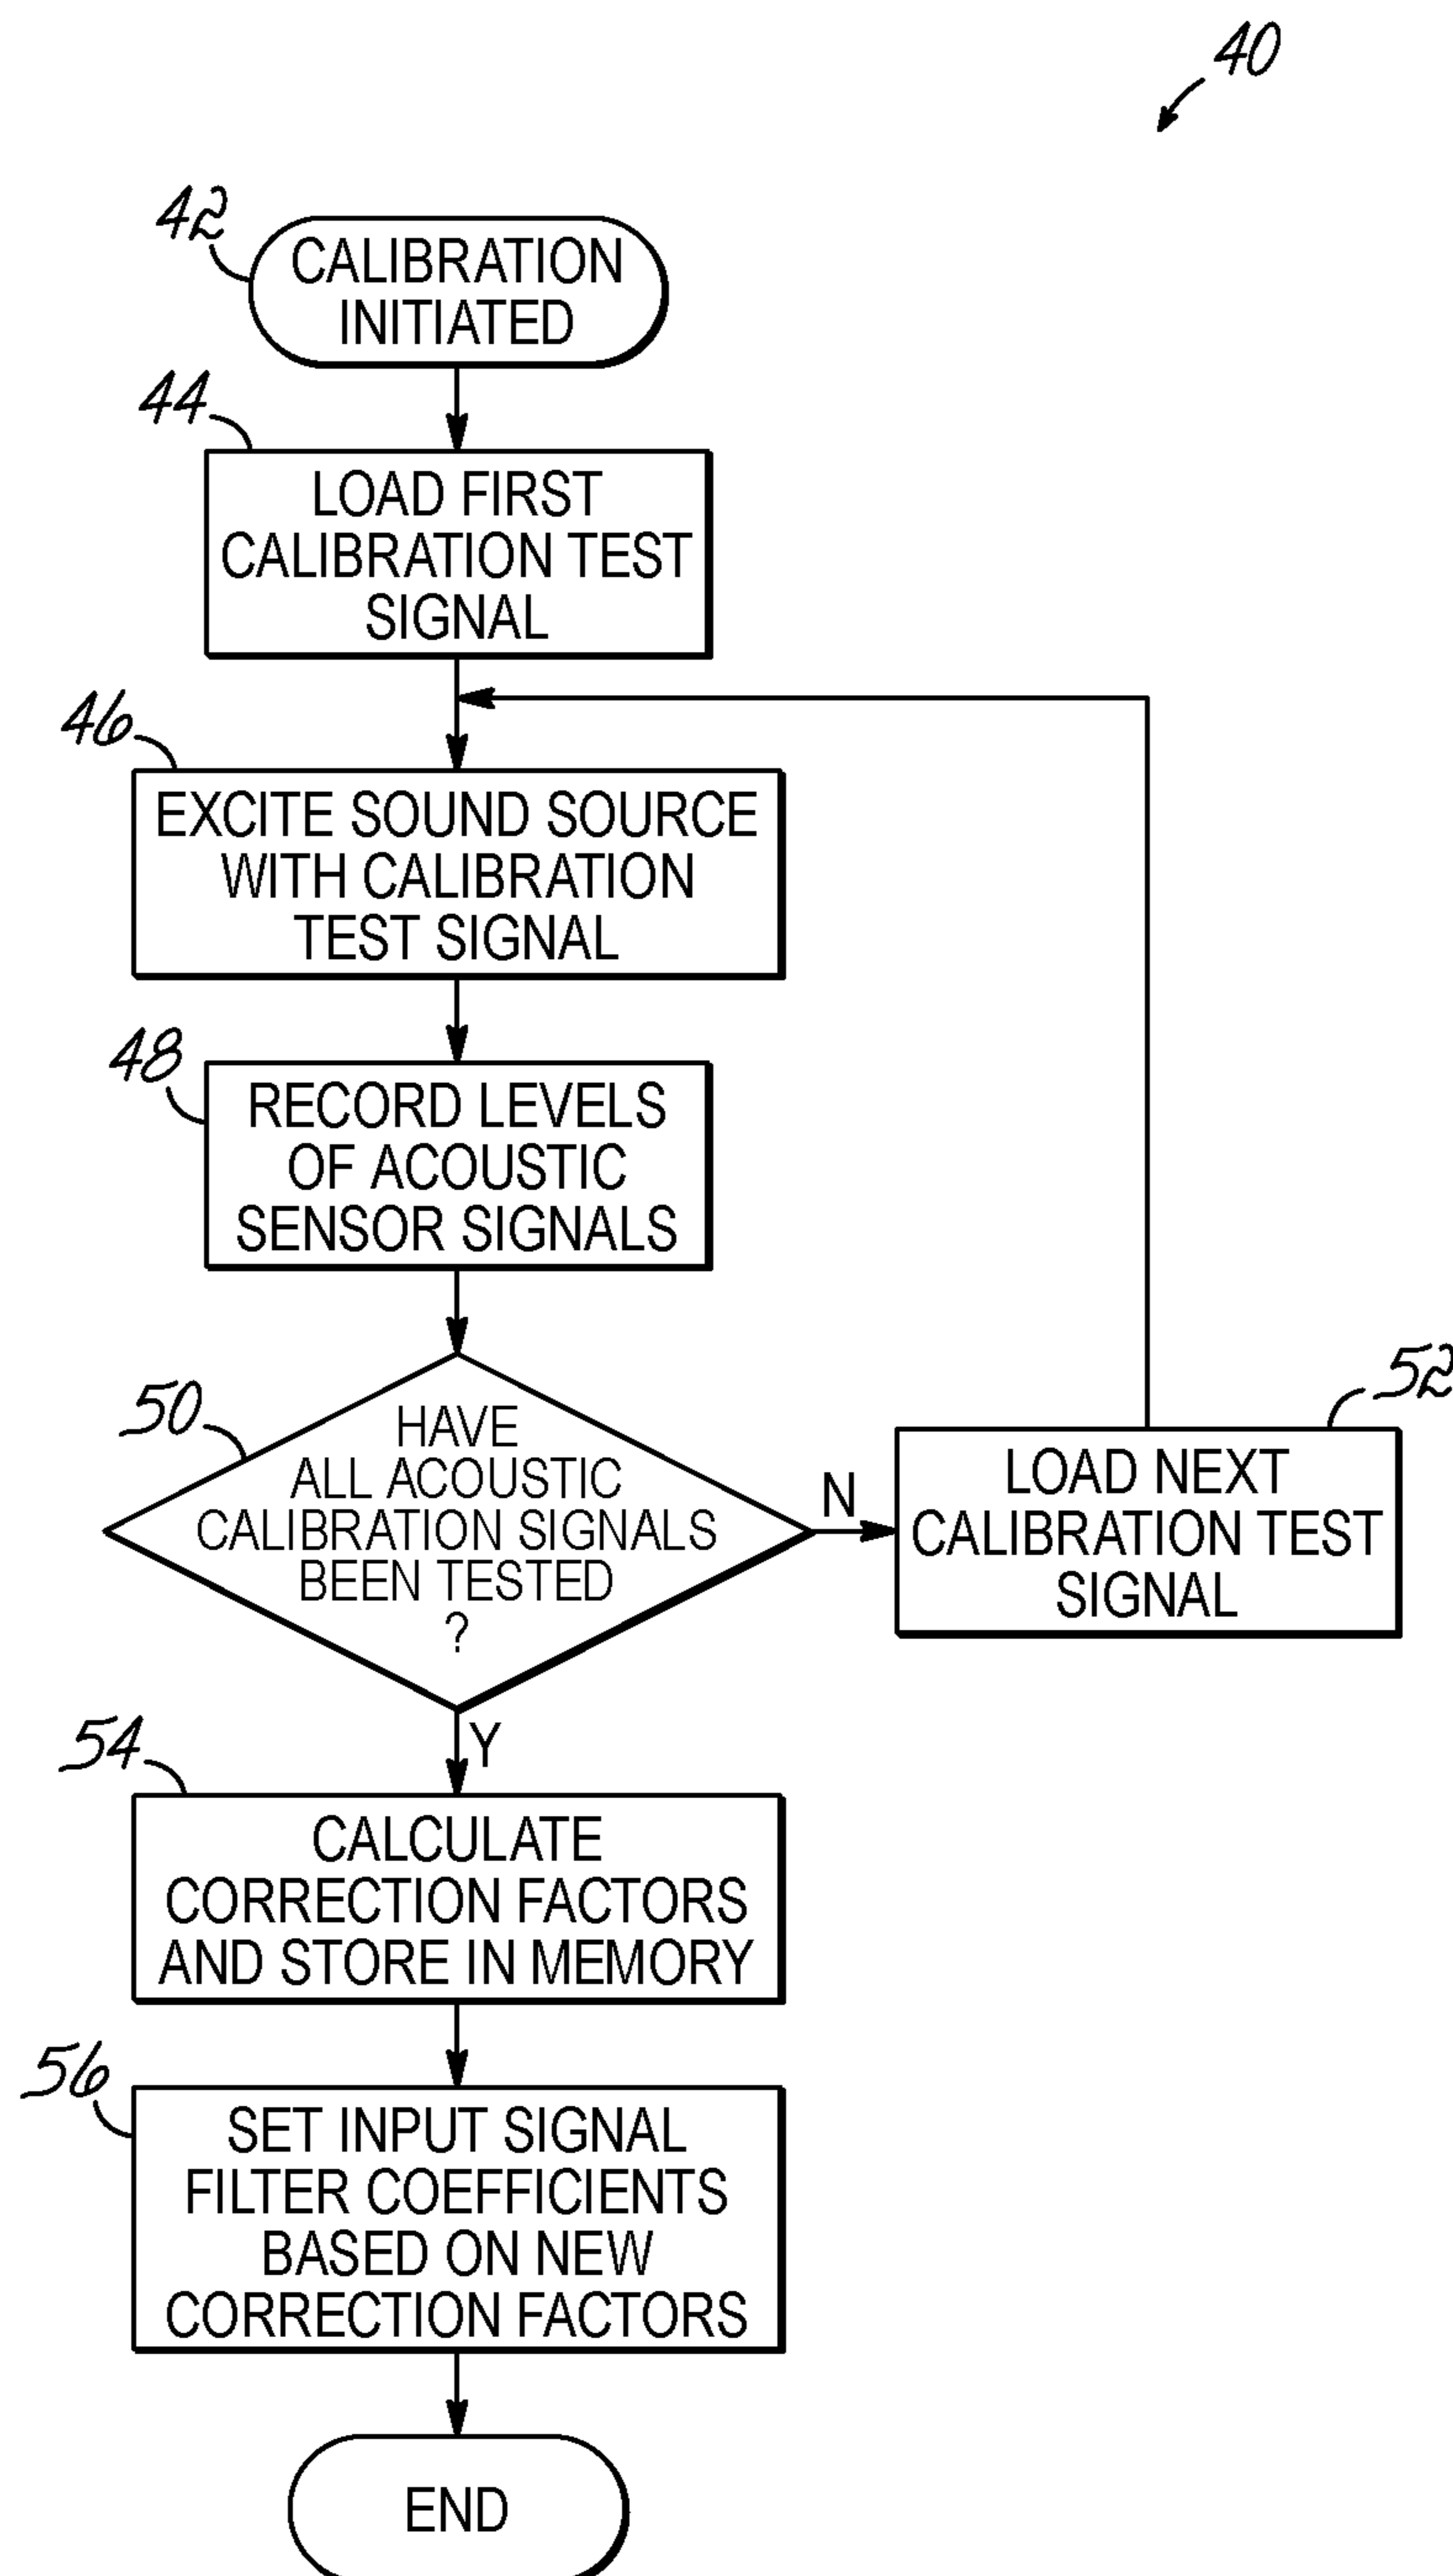 40
42
CALIBRATION
INITIATED
44
LOAD FIRST
CALIBRATION TEST
SIGNAL
46
EXCITE SOUND SOURCE
WITH CALIBRATION
TEST SIGNAL
48
RECORD LEVELS
OF ACOUSTIC
SENSOR SIGNALS
50
HAVE
ALL ACOUSTIC
CALIBRATION SIGNALS
BEEN TESTED
?
N
52
LOAD NEXT
CALIBRATION TEST
SIGNAL
Y
54
CALCULATE
CORRECTION FACTORS
AND STORE IN MEMORY
56
SET INPUT SIGNAL
FILTER COEFFICIENTS
BASED ON NEW
CORRECTION FACTORS
END